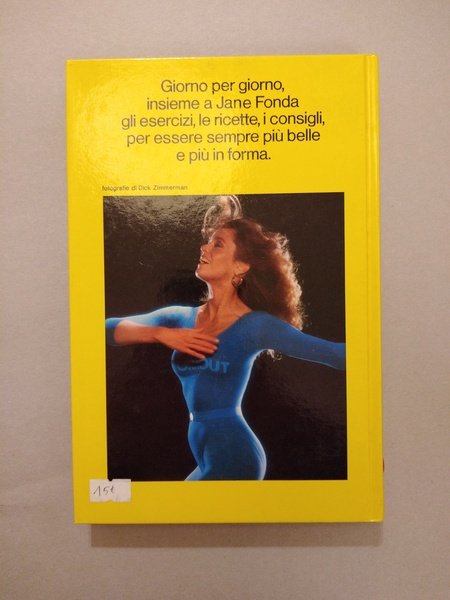 Giorno per giorno,
insieme a Jane Fonda
gli esercizi, le ricette, i consigli,
per essere sempre più belle
e più in forma.
fotografie di Dick Zimmerman